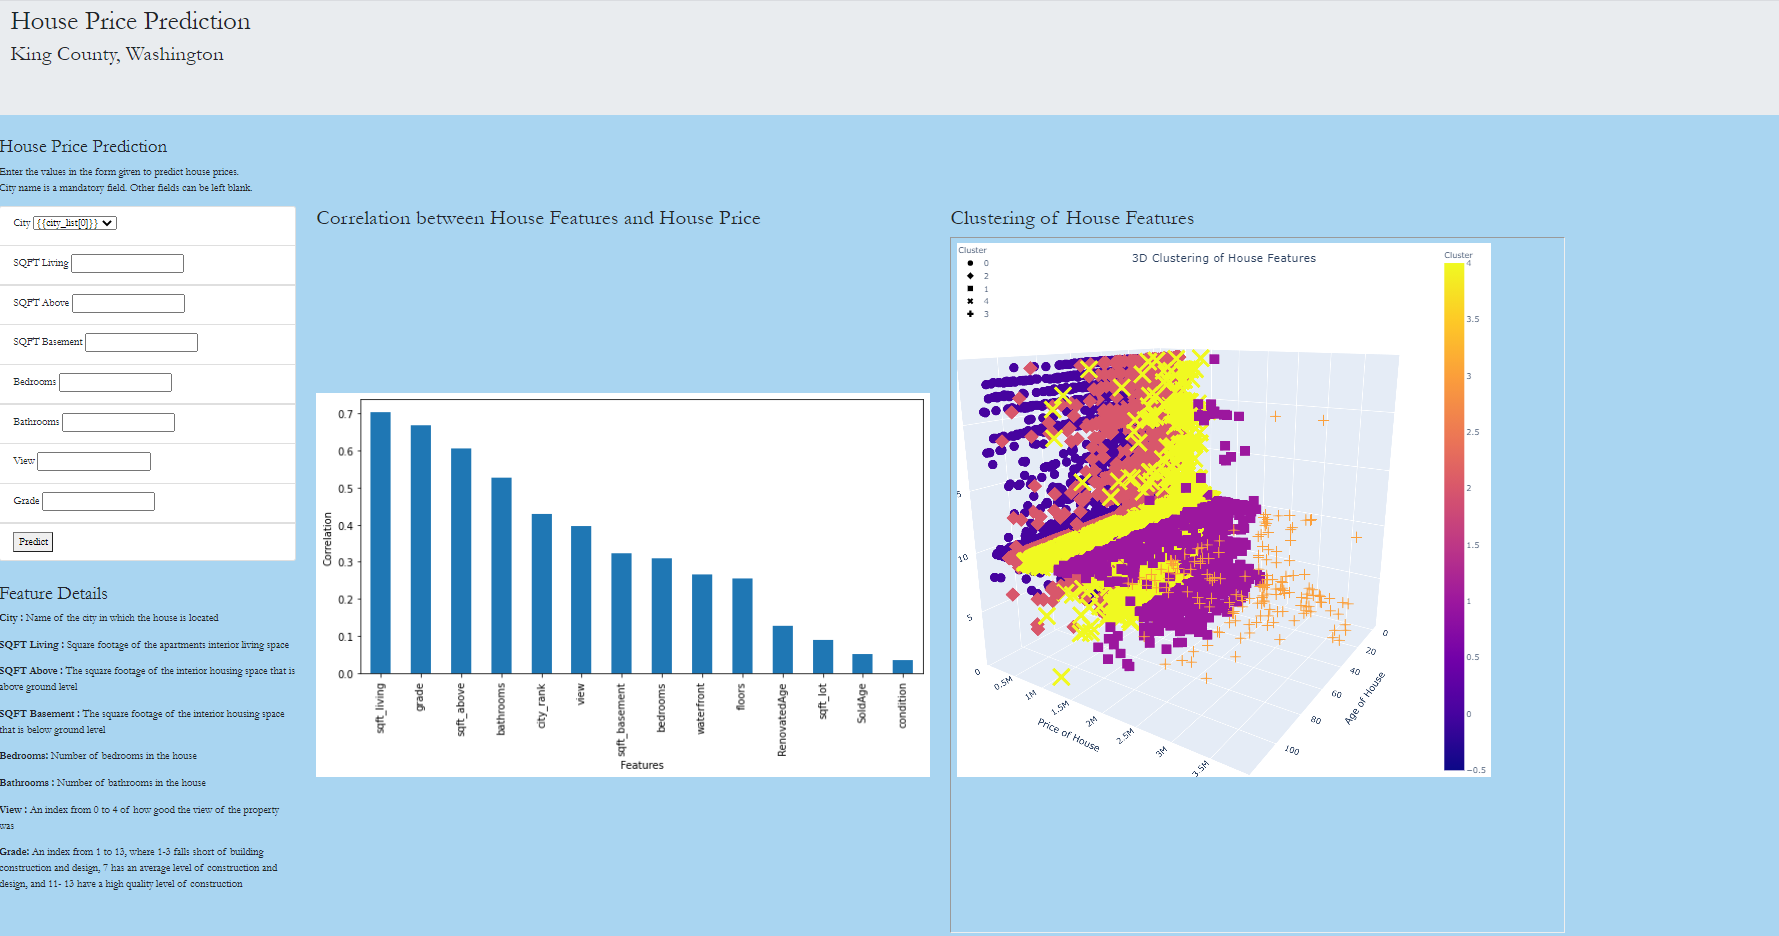 House Price Prediction
King County, Washington
House Price Prediction
Enter the values in the form given to predict house prices.
City name is a mandatory field. Other fields can be left blank.
City {{city_list[0]}}
SQFT Living
SQFT Above
SQFT Basement
Bedrooms
Bathrooms
View
Grade
Predict
Feature Details
City : Name of the city in which the house is located
SQFT Living : Square footage of the apartments interior living space
SQFT Above : The square footage of the interior housing space that is
above ground level
SQFT Basement : The square footage of the interior housing space
that is below ground level
Bedrooms: Number of bedrooms in the house
Bathrooms : Number of bathrooms in the house
View : An index from 0 to 4 of how good the view of the property
was
Grade: An index from 1 to 13, where 1-3 falls short of building
construction and design, 7 has an average level of construction and
design, and 11- 13 have a high quality level of construction
Correlation between House Features and House Price
Correlation
0.7
0.6
0.5
0.4
0.3
0.2
0.1
0.0
sqft_living
grade
sqft_above
bathrooms
city_rank
view
sqft_basement
bedrooms
waterfront
floors
RenovatedAge
sqft_lot
SoldAge
condition
Features
Clustering of House Features
3D Clustering of House Features
Cluster
0
2
1
4
3
Cluster
4
3.5
3
2.5
2
1.5
1
0.5
0
−0.5
5
10
5
0
0.5M
1M
1.5M
2M
2.5M
3M
3.5M
Price of House
0
20
40
60
80
100
Age of House